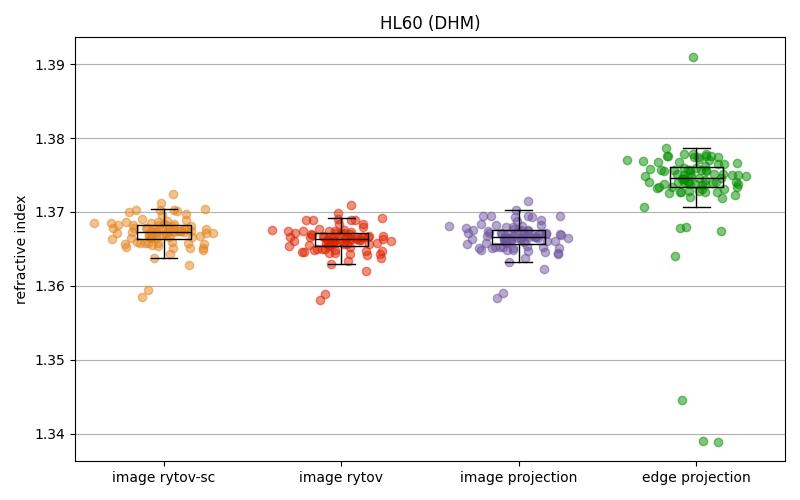 HL60 (DHM)
refractive index
1.39
1.38
1.37
1.36
1.35
1.34
image rytov-sc
image rytov
image projection
edge projection